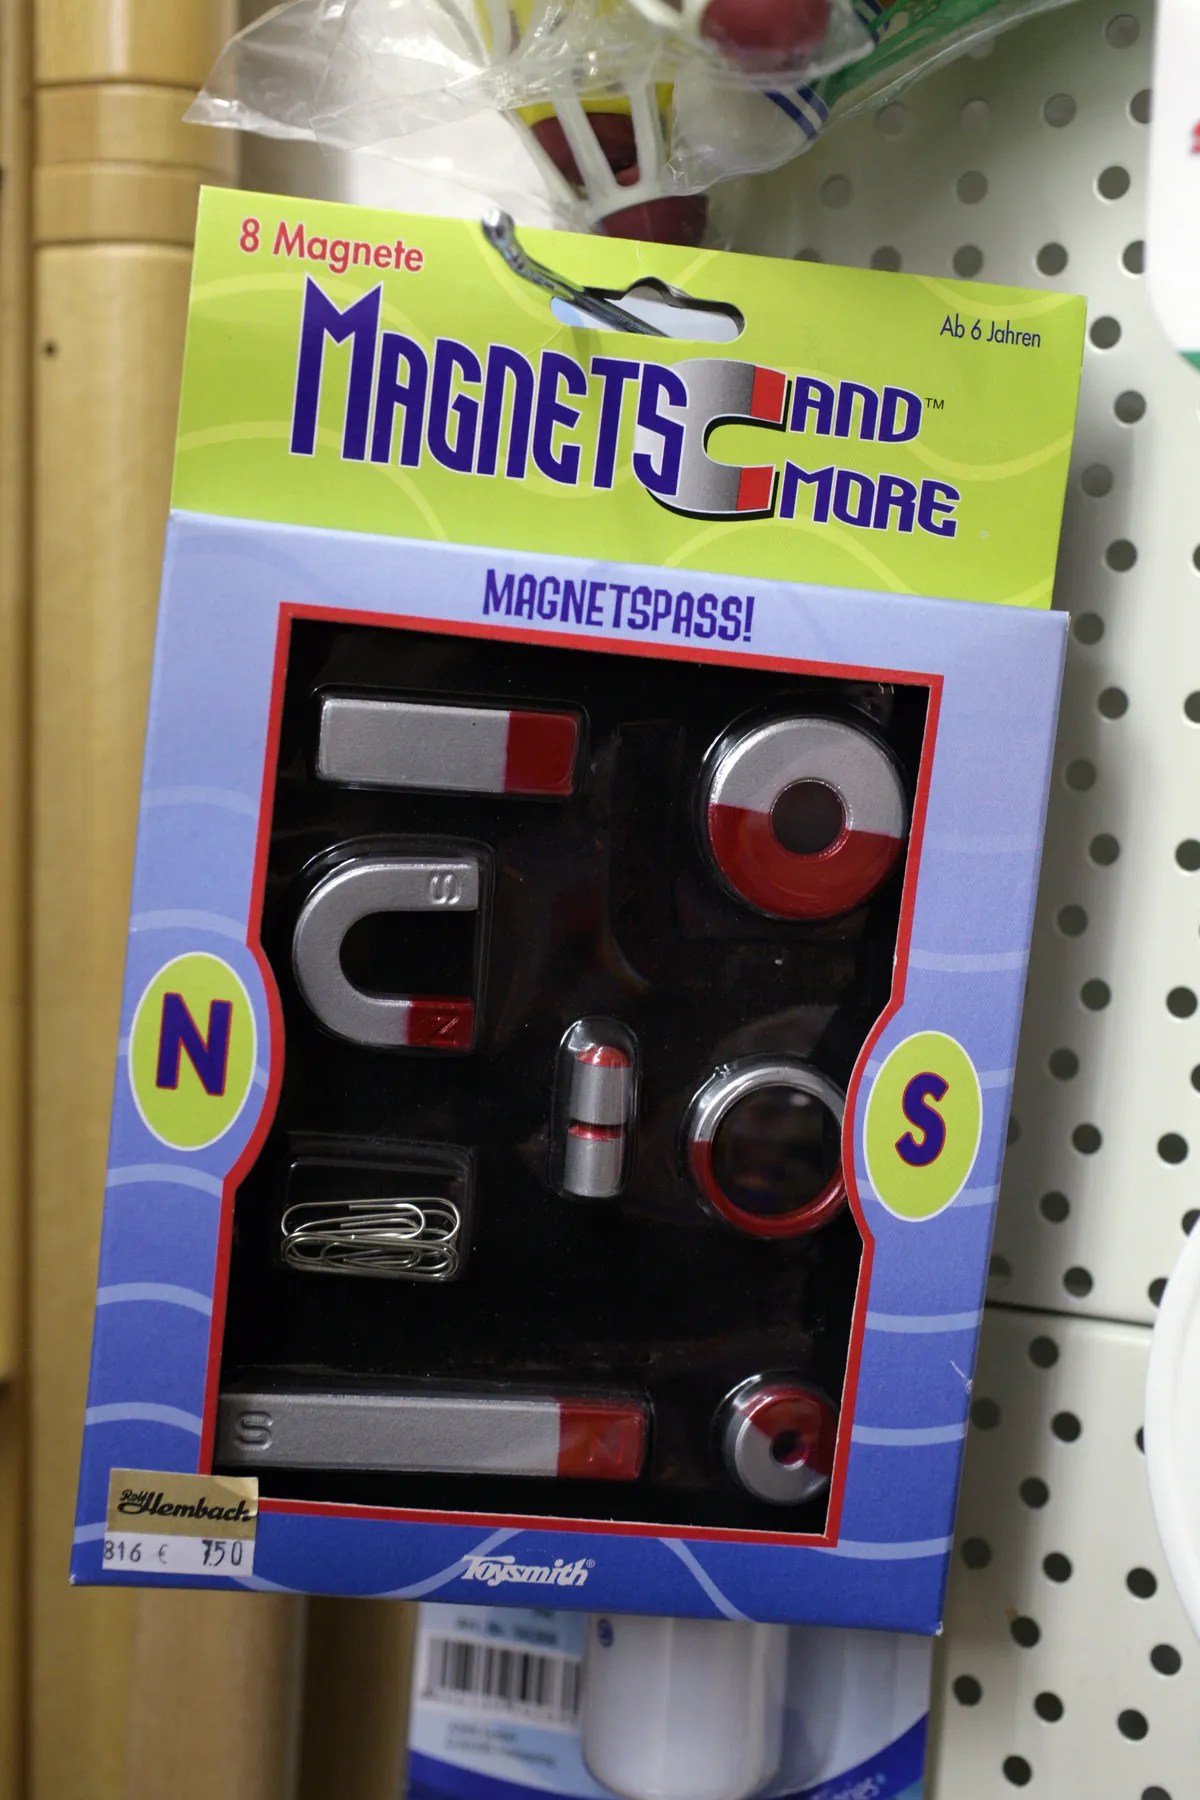 8 Magnete
Ab 6 Jahren
MAGNETS AND™
MORE
MAGNETSPASS!
S
N
N
S
S N
Rolf Hembach
816 € 7.50
Toysmith®